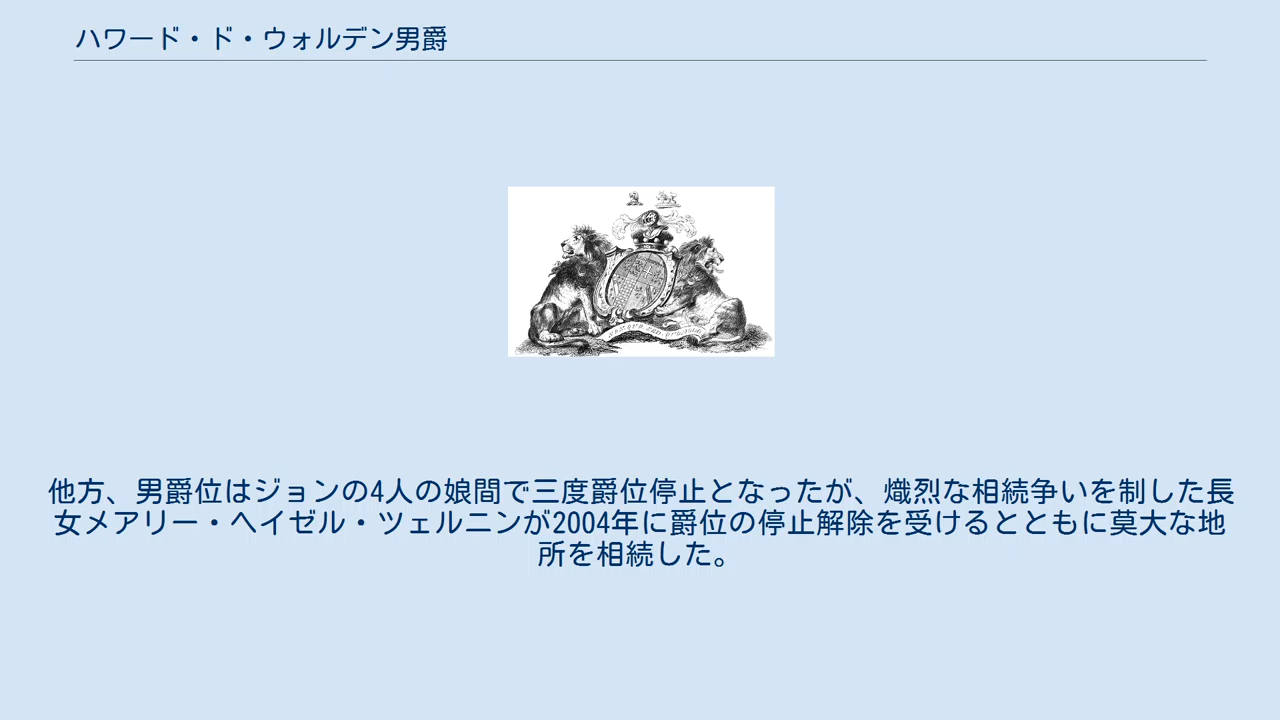 ハワード・ド・ウォルデン男爵
他方、男爵位はジョンの4人の娘間で三度爵位停止となったが、熾烈な相続争いを制した長
女メアリー・ヘイゼル・ツェルニンが2004年に爵位の停止解除を受けるとともに莫大な地
所を相続した。